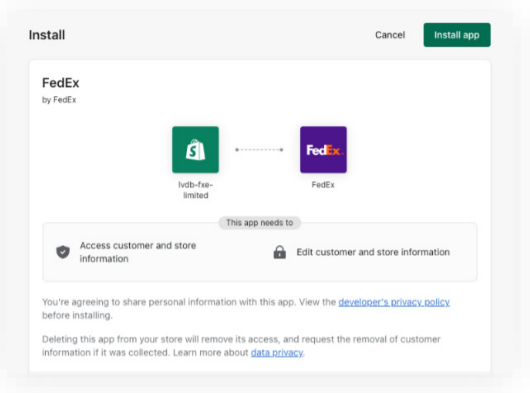 Install
Cancel
Install app
FedEx
by FedEx
FedEx
lvdb-fxe-
limited
FedEx
This app needs to
Access customer and store
information
Edit customer and store information
You're agreeing to share personal information with this app. View the developer's privacy policy
before installing.
Deleting this app from your store will remove its access, and request the removal of customer
information if it was collected. Learn more about data privacy.